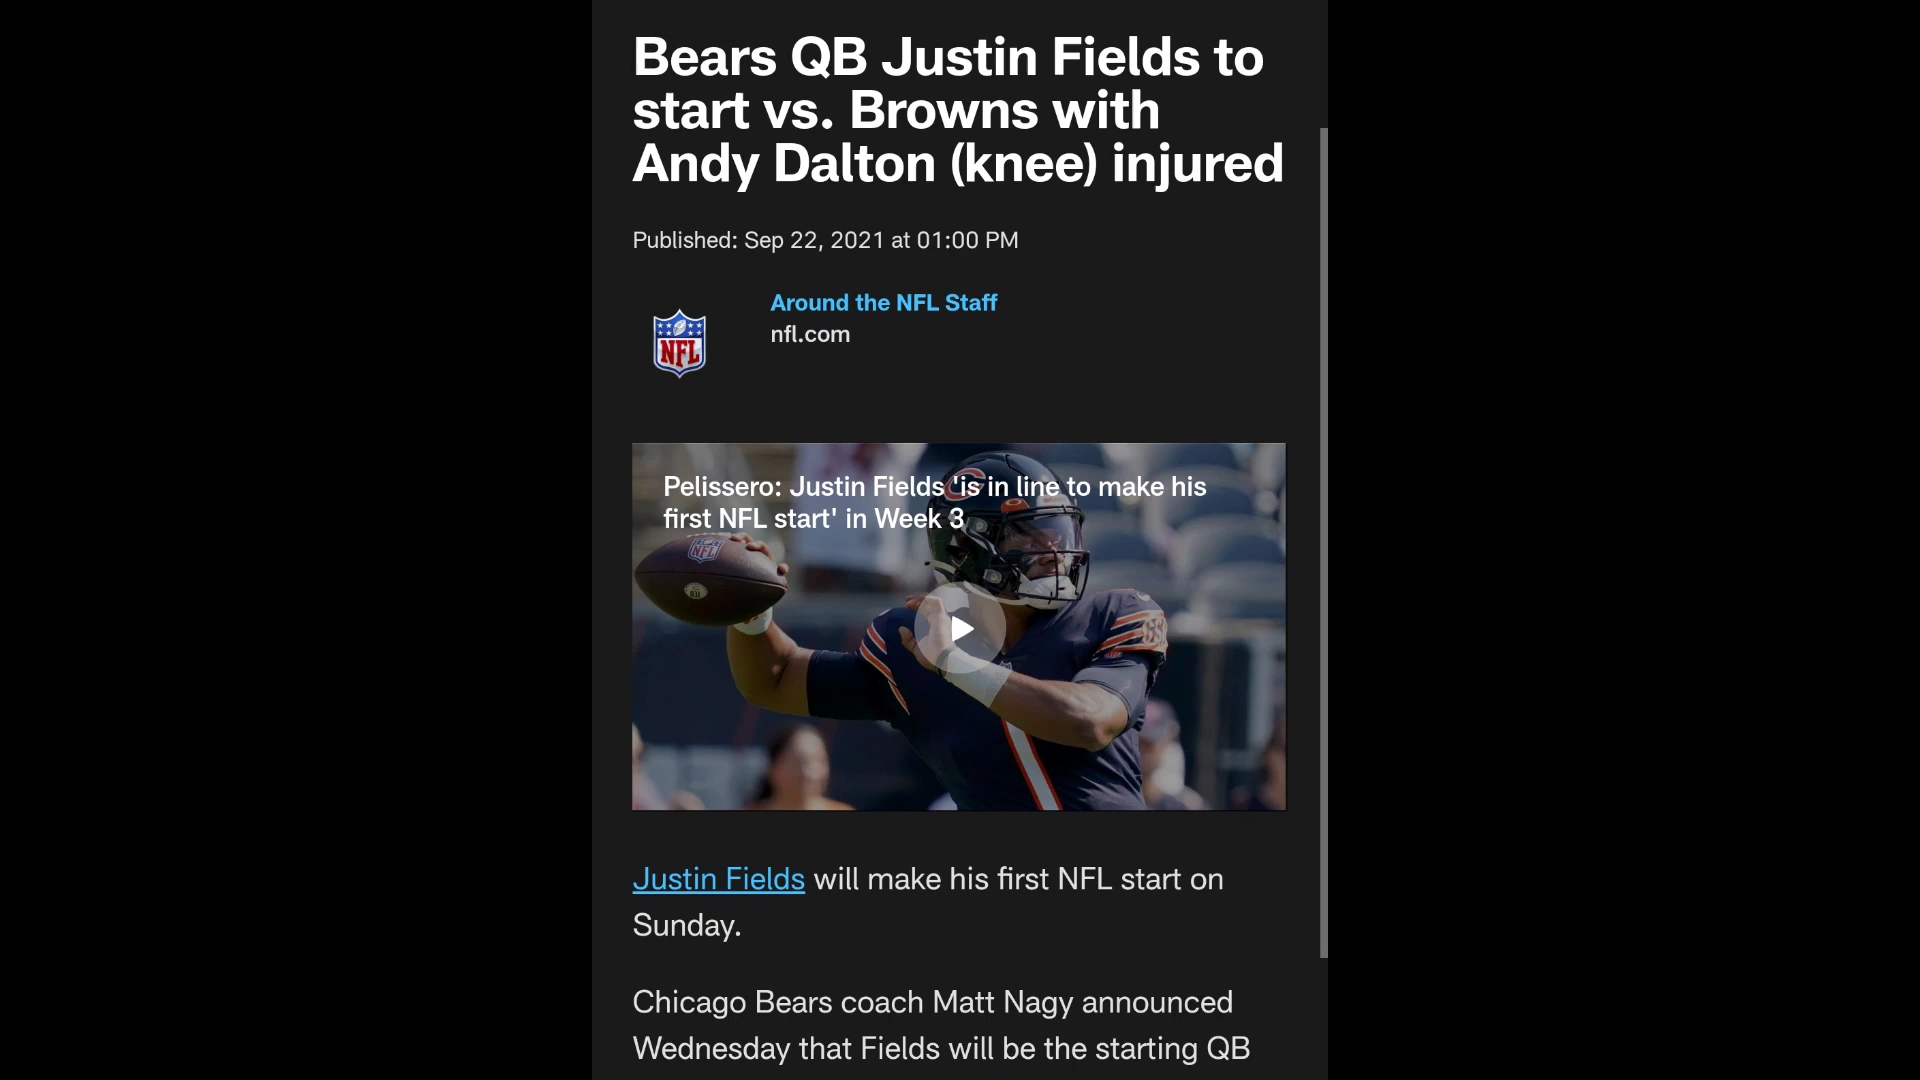 Bears QB Justin Fields to
start vs. Browns with
Andy Dalton (knee) injured
Published: Sep 22, 2021 at 01:00 PM
Around the NFL Staff
nfl.com
NFL
Pelissero: Justin Fields 'is in line to make his
first NFL start' in Week 3
NFL
Justin Fields will make his first NFL start on
Sunday.
Chicago Bears coach Matt Nagy announced
Wednesday that Fields will be the starting QB